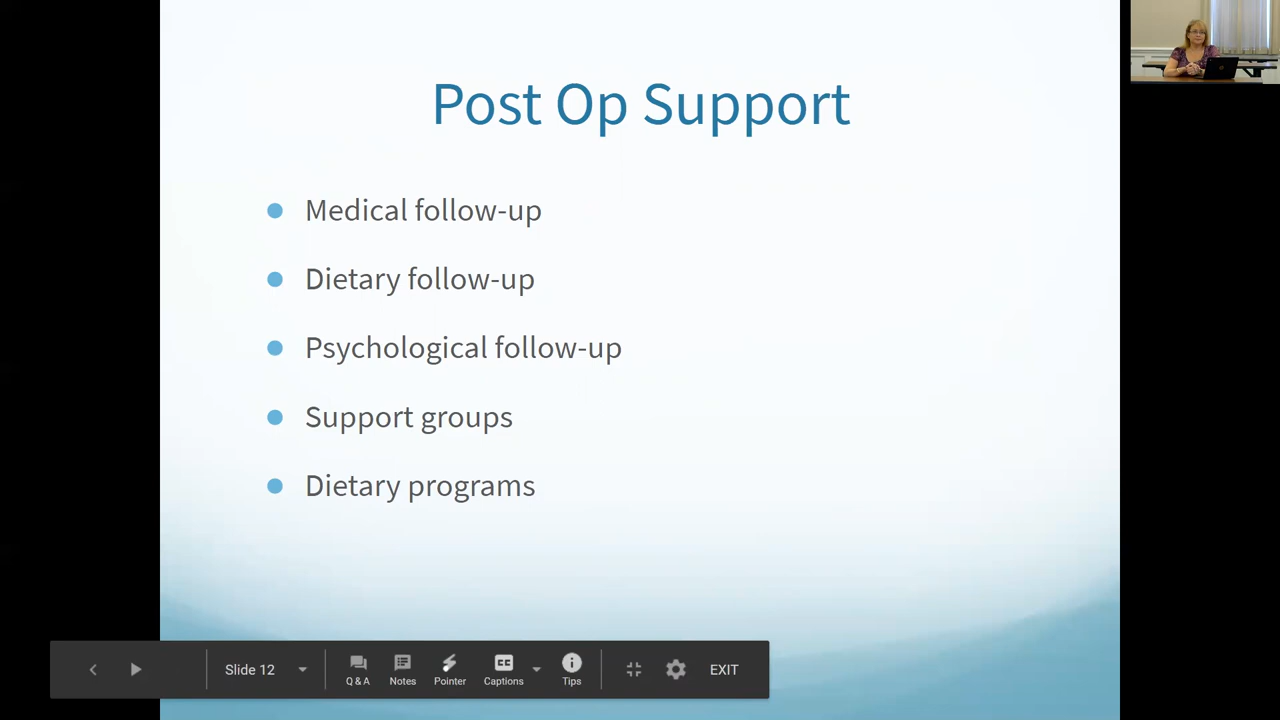 Post Op Support
Medical follow-up
Dietary follow-up
Psychological follow-up
Support groups
Dietary programs
Slide 12
Q & A
Notes
Pointer
CC
Captions
Tips
EXIT